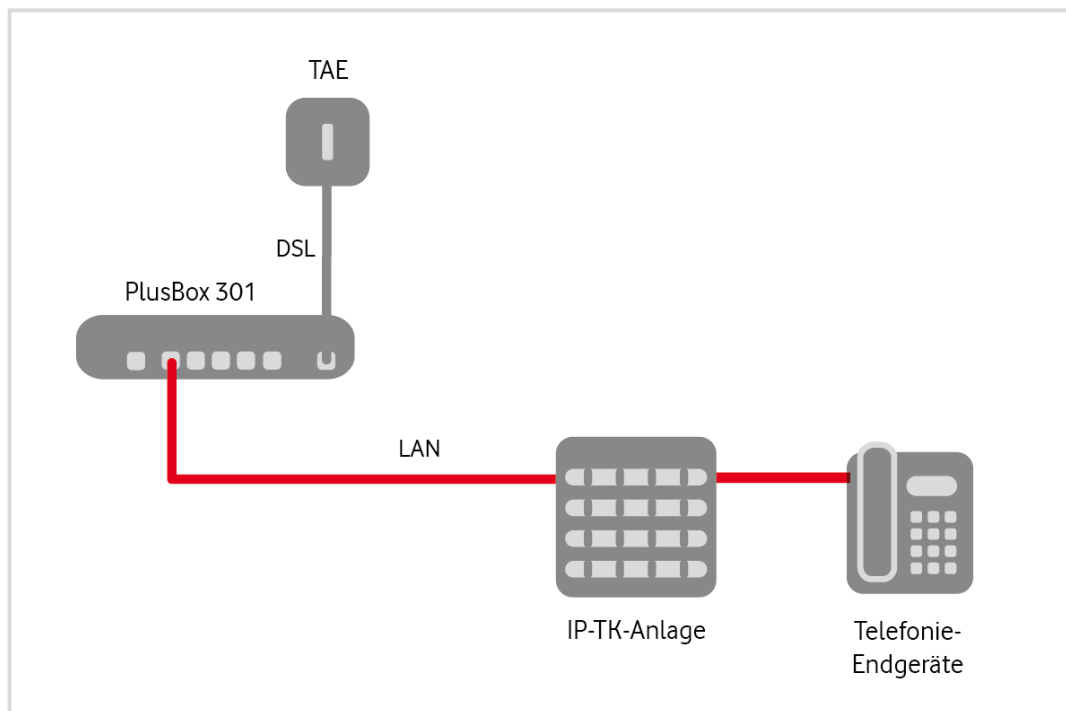 TAE
DSL
PlusBox 301
LAN
IP-TK-Anlage
Telefonie-
Endgeräte